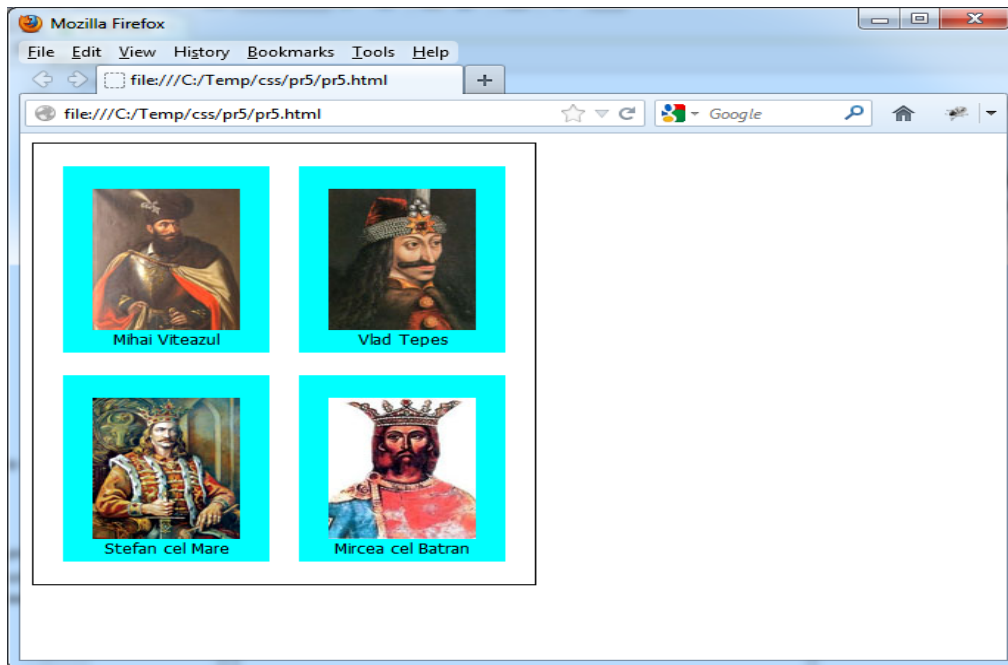 Mozilla Firefox
File Edit View History Bookmarks Tools Help
file:///C:/Temp/css/pr5/pr5.html
file:///C:/Temp/css/pr5/pr5.html Google
Mihai Viteazul Vlad Tepes
Stefan cel Mare Mircea cel Batran